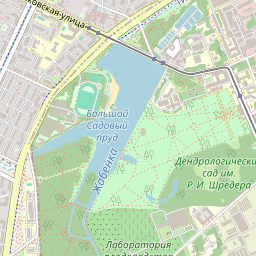 ковская улица
Большой
Садовый
пруд
Жабенка
Дендрологический
сад им.
Р. И. Шредера
Лаборатория